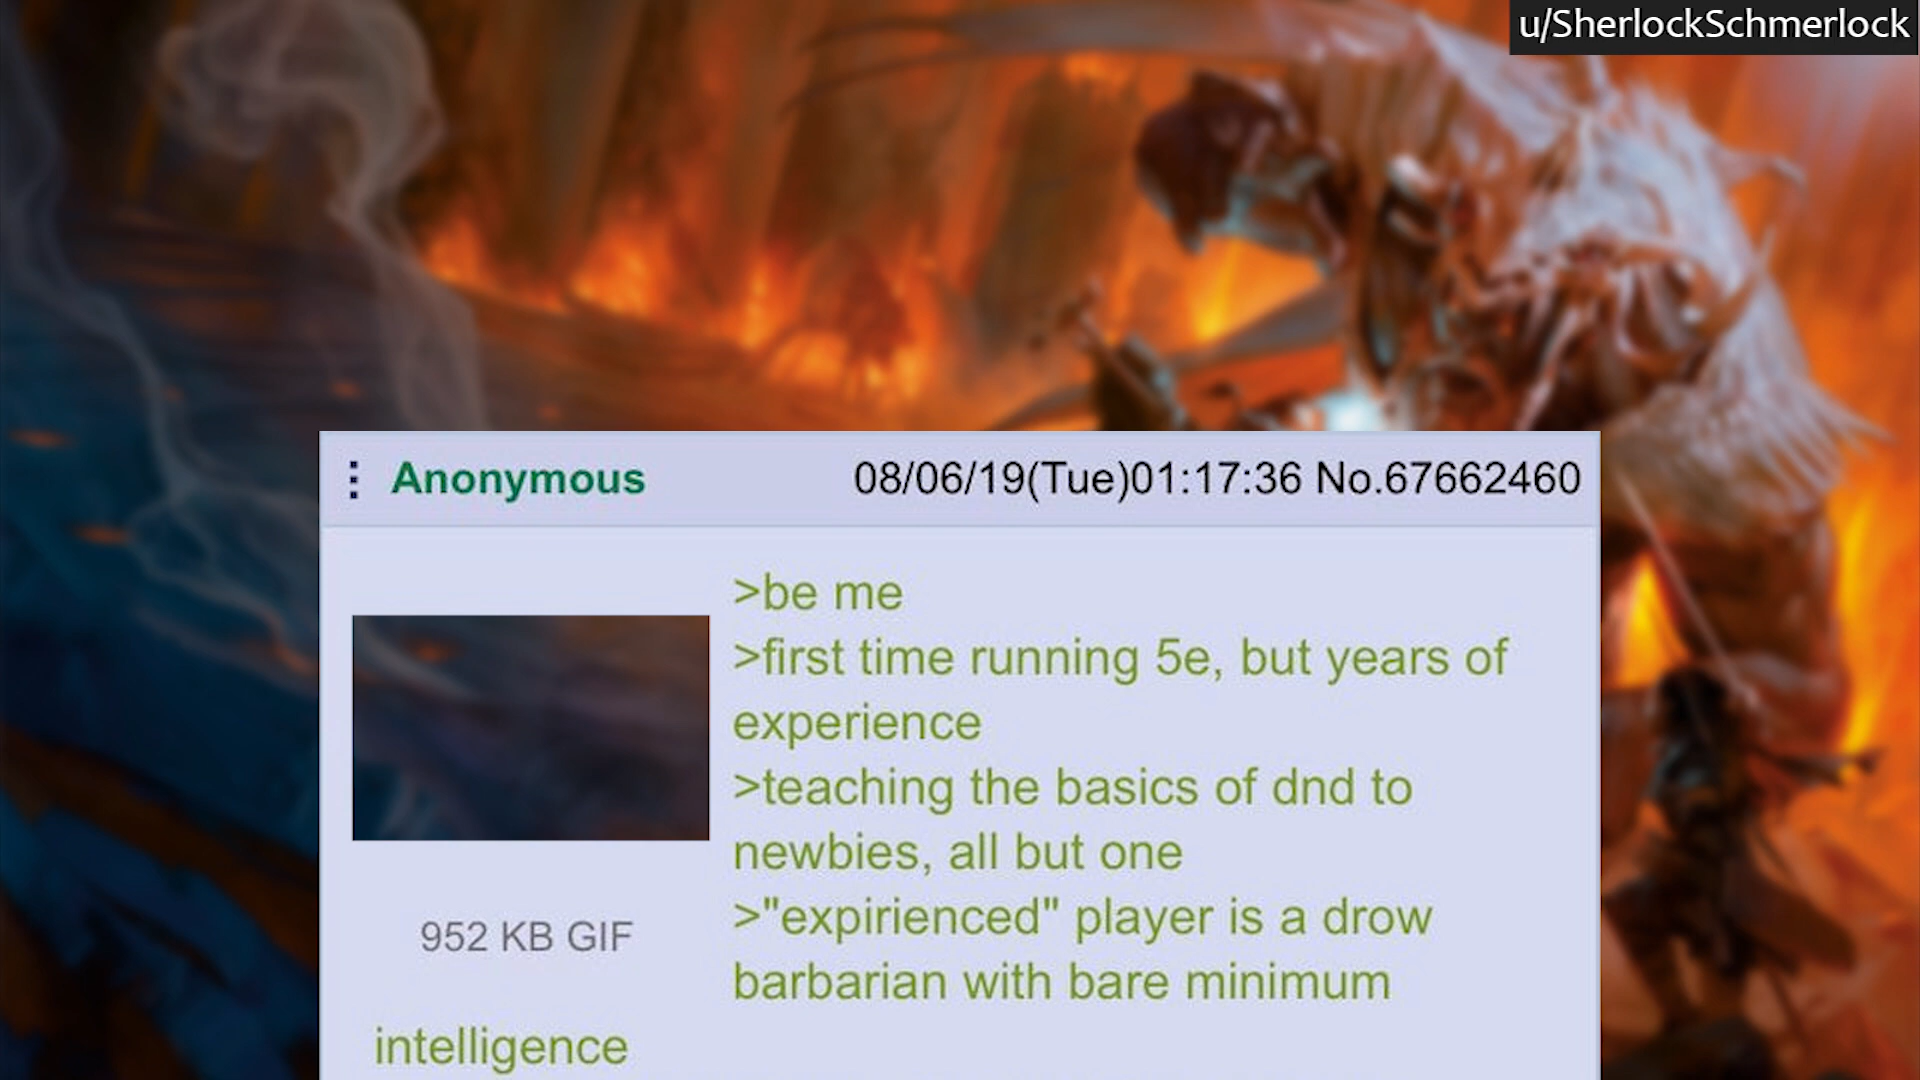 u/SherlockSchmerlock
Anonymous 08/06/19(Tue)01:17:36 No.67662460
>be me
>first time running 5e, but years of
experience
>teaching the basics of dnd to
newbies, all but one
>"expirienced" player is a drow
barbarian with bare minimum
intelligence
952 KB GIF